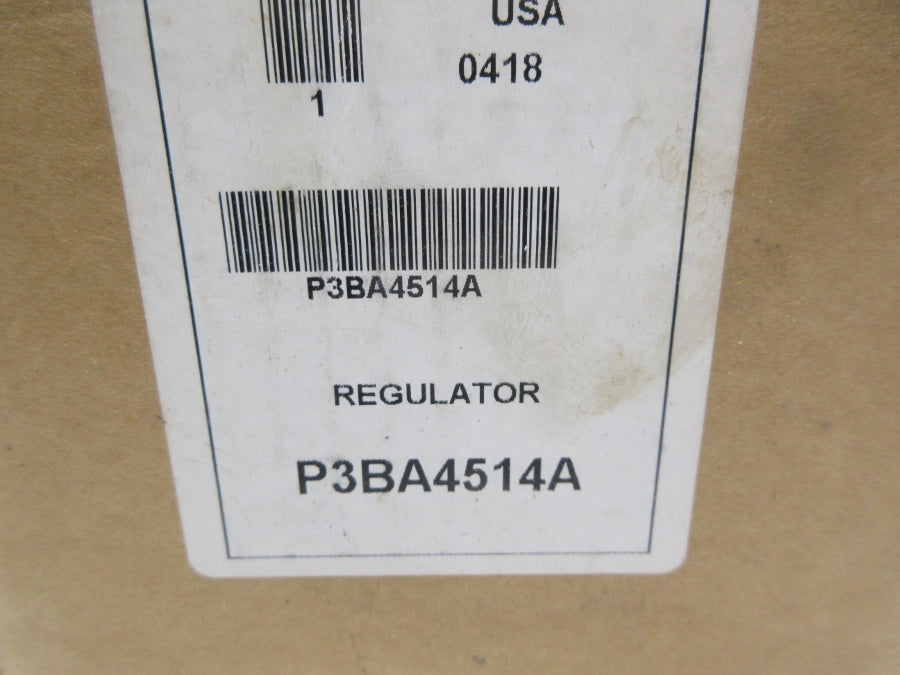 USA
0418
1
P3BA4514A
REGULATOR
P3BA4514A